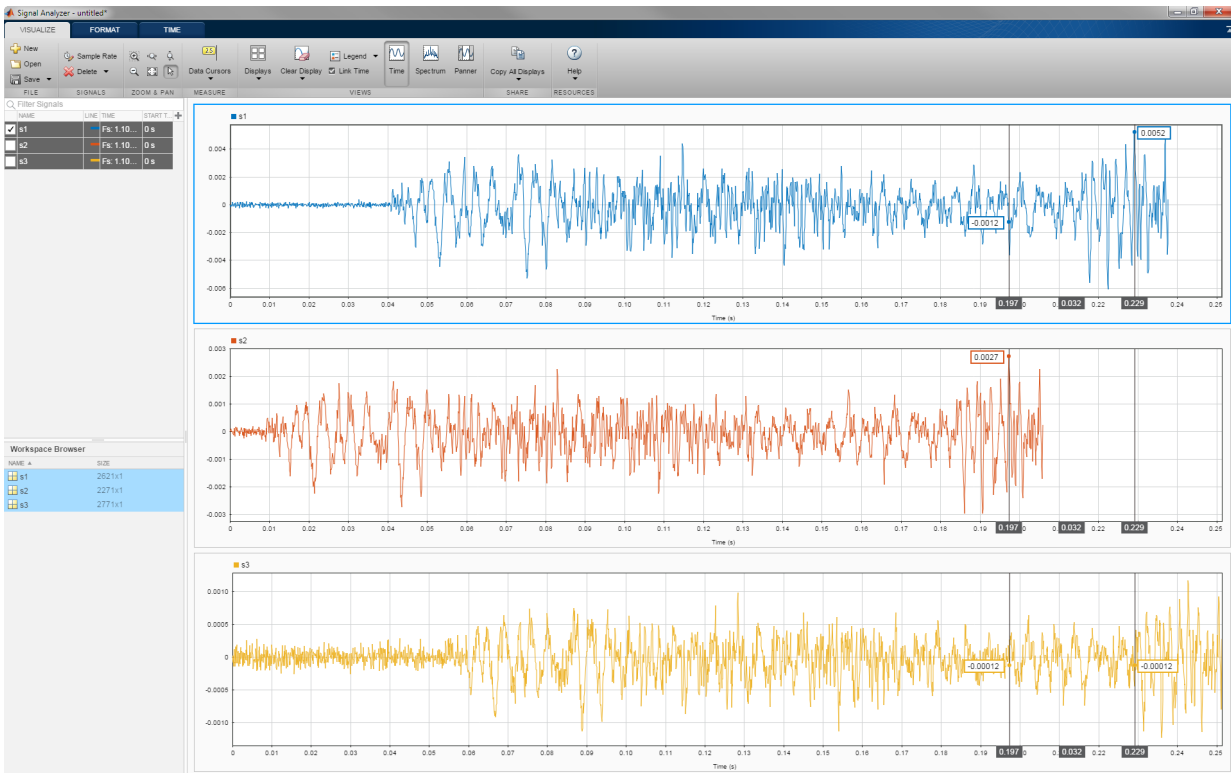 Signal Analyzer - untitled*
VISUALIZE FORMAT TIME
New
Open
Save
Sample Rate
Delete
Data Cursors
Displays
Clear Display
Legend
Link Time
Time
Spectrum
Panner
Copy All Displays
Help
FILE SIGNALS ZOOM & PAN MEASURE VIEWS SHARE RESOURCES
Filter Signals
NAME LINE TIME START T...
s1 Fs: 1.10... 0 s
s2 Fs: 1.10... 0 s
s3 Fs: 1.10... 0 s
Workspace Browser
NAME SIZE
s1 2621x1
s2 2271x1
s3 2771x1
s1
0.0052
0.004
0.002
0
-0.0012
-0.002
-0.004
-0.006
0 0.01 0.02 0.03 0.04 0.05 0.06 0.07 0.08 0.09 0.10 0.11 0.12 0.13 0.14 0.15 0.16 0.17 0.18 0.19 0.197 0 0 0.032 0.22 0.229 0.24 0.25
Time (s)
s2
0.003
0.0027
0.002
0.001
0
-0.001
-0.002
-0.003
0 0.01 0.02 0.03 0.04 0.05 0.06 0.07 0.08 0.09 0.10 0.11 0.12 0.13 0.14 0.15 0.16 0.17 0.18 0.19 0.197 0 0. 0.032 0.22 0.229 0.24 0.25
Time (s)
s3
0.0010
0.0005
0
-0.00012 -0.00012
-0.0005
-0.0010
0 0.01 0.02 0.03 0.04 0.05 0.06 0.07 0.08 0.09 0.10 0.11 0.12 0.13 0.14 0.15 0.16 0.17 0.18 0.19 0.197 0 0. 0.032 0.22 0.229 0.24 0.25
Time (s)